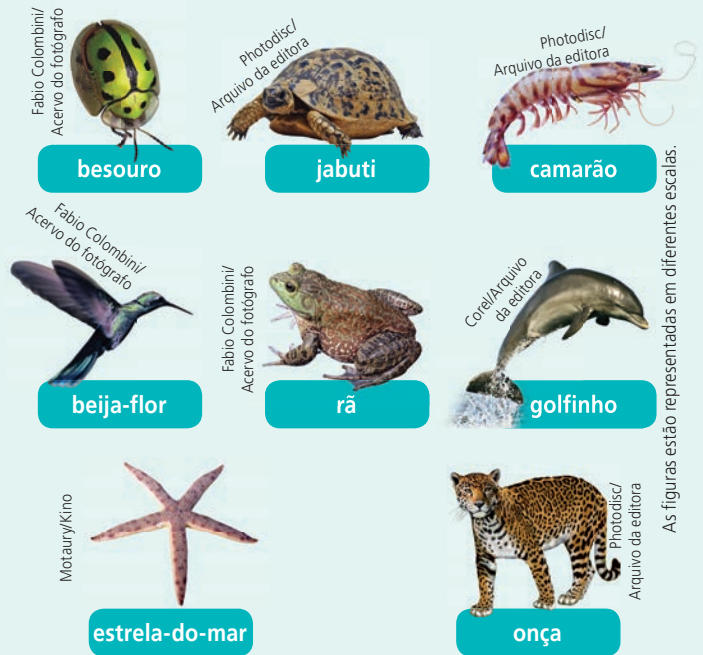 Fabio Colombini/
Acervo do fotógrafo
besouro
Photodisc/
Arquivo da editora
jabuti
Photodisc/
Arquivo da editora
camarão
Fabio Colombini/
Acervo do fotógrafo
beija-flor
Fabio Colombini/
Acervo do fotógrafo
rã
Corel/Arquivo
da editora
golfinho
Motaury/Kino
estrela-do-mar
Photodisc/
Arquivo da editora
onça
As figuras estão representadas em diferentes escalas.